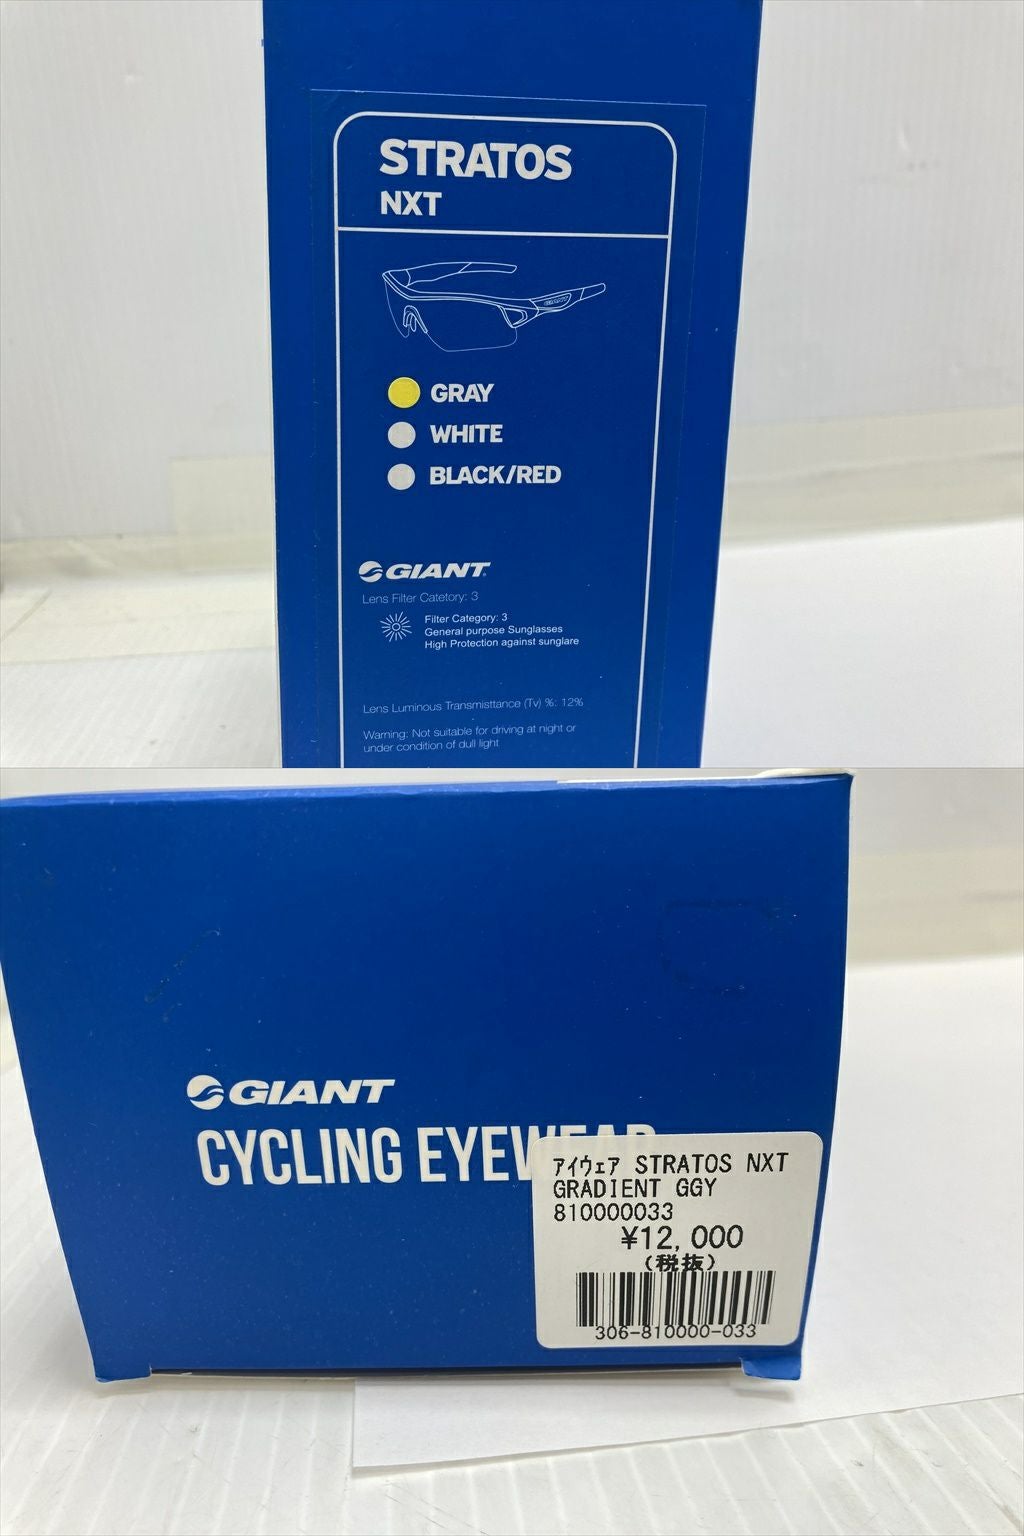 STRATOS
NXT
GIANT
GRAY
WHITE
BLACK/RED
GIANT
Lens Filter Catetory: 3
Filter Category: 3
General purpose Sunglasses
High Protection against sunglare
Lens Luminous Transmisttance (Tv) %: 12%
Warning: Not suitable for driving at night or
under condition of dull light
GIANT
CYCLING EYEWEAR
アイウェア STRATOS NXT
GRADIENT GGY
810000033
¥12,000
(税抜)
306-810000-033